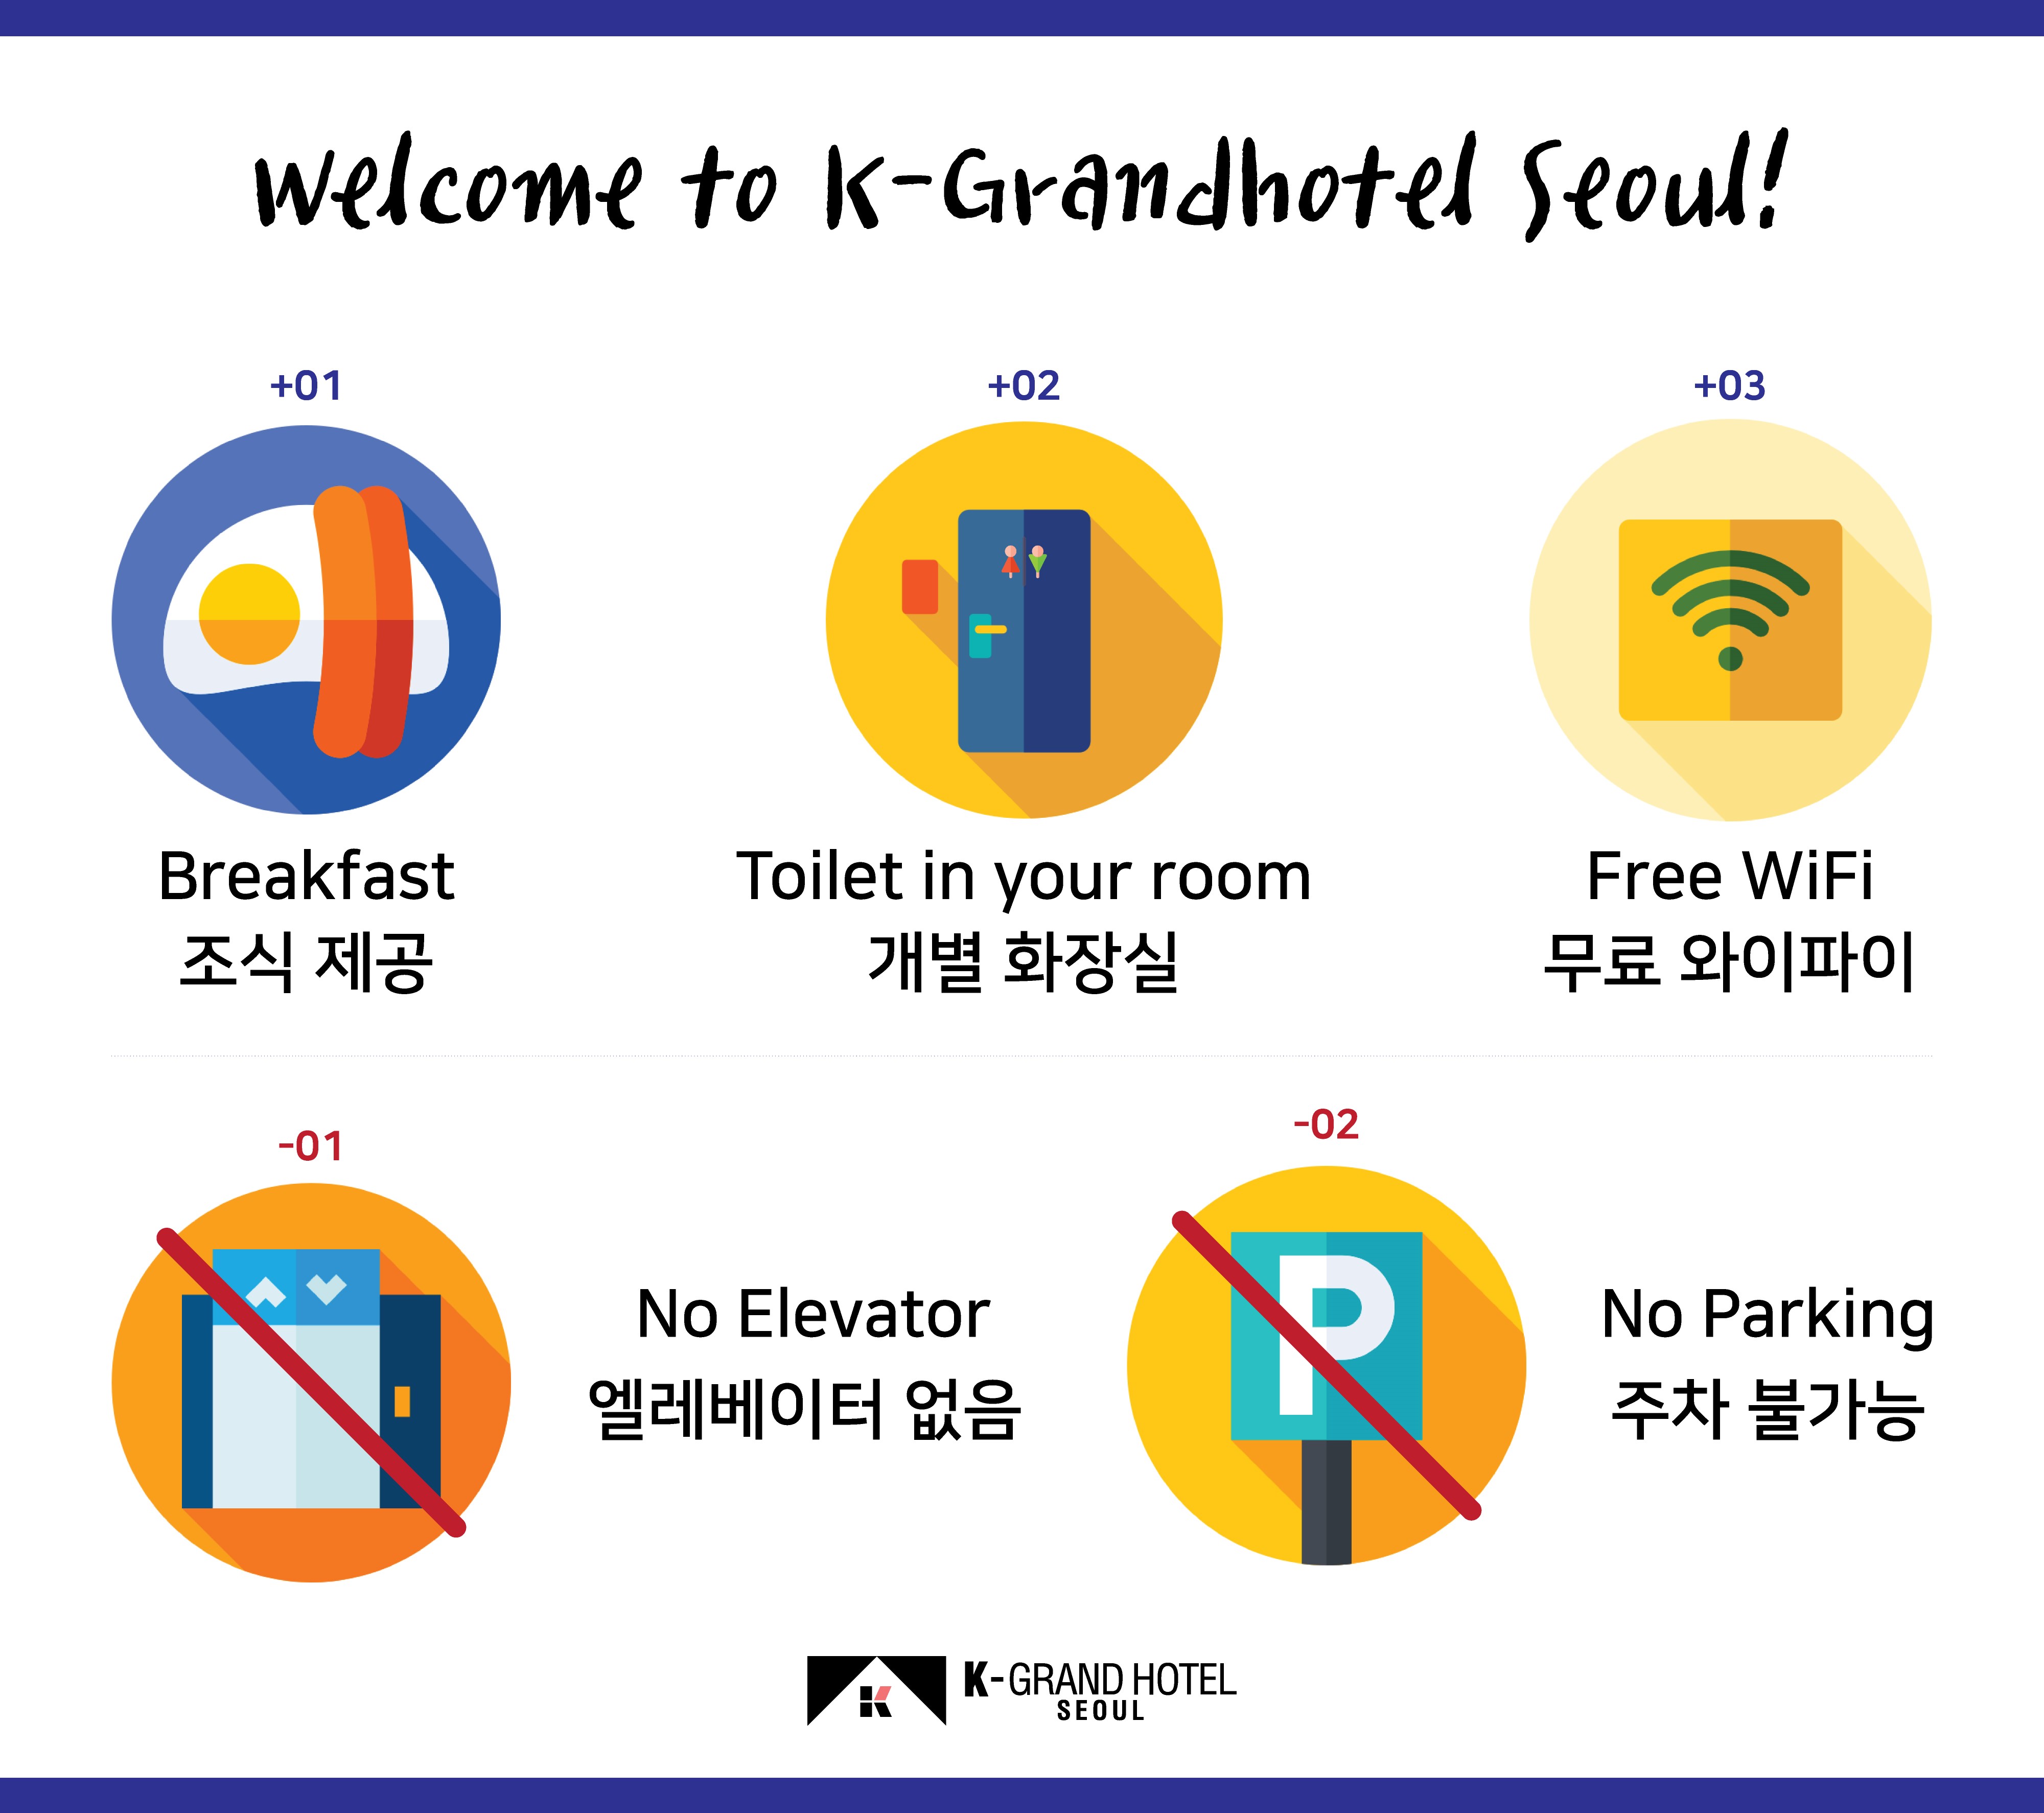 Welcome to K-Grandhotel Seoul!
+01
+02
+03
Breakfast
조식 제공
Toilet in your room
개별 화장실
Free WiFi
무료 와이파이
-01
No Elevator
엘레베이터 없음
-02
P
No Parking
주차 불가능
K
K-GRAND HOTEL
SEOUL